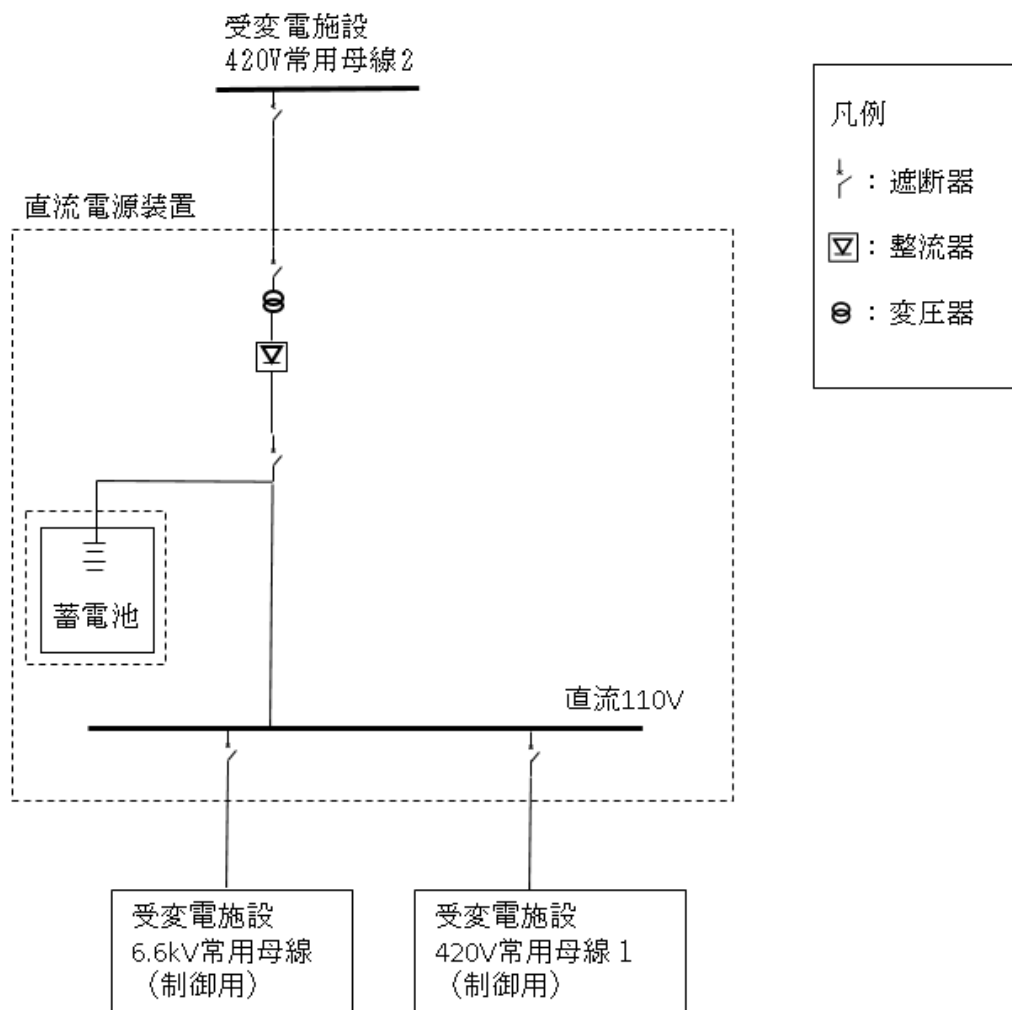 受変電施設
420V常用母線2
凡例
：遮断器
：整流器
：変圧器
直流電源装置
蓄電池
直流110V
受変電施設
6.6kV常用母線
（制御用）
受変電施設
420V常用母線1
（制御用）